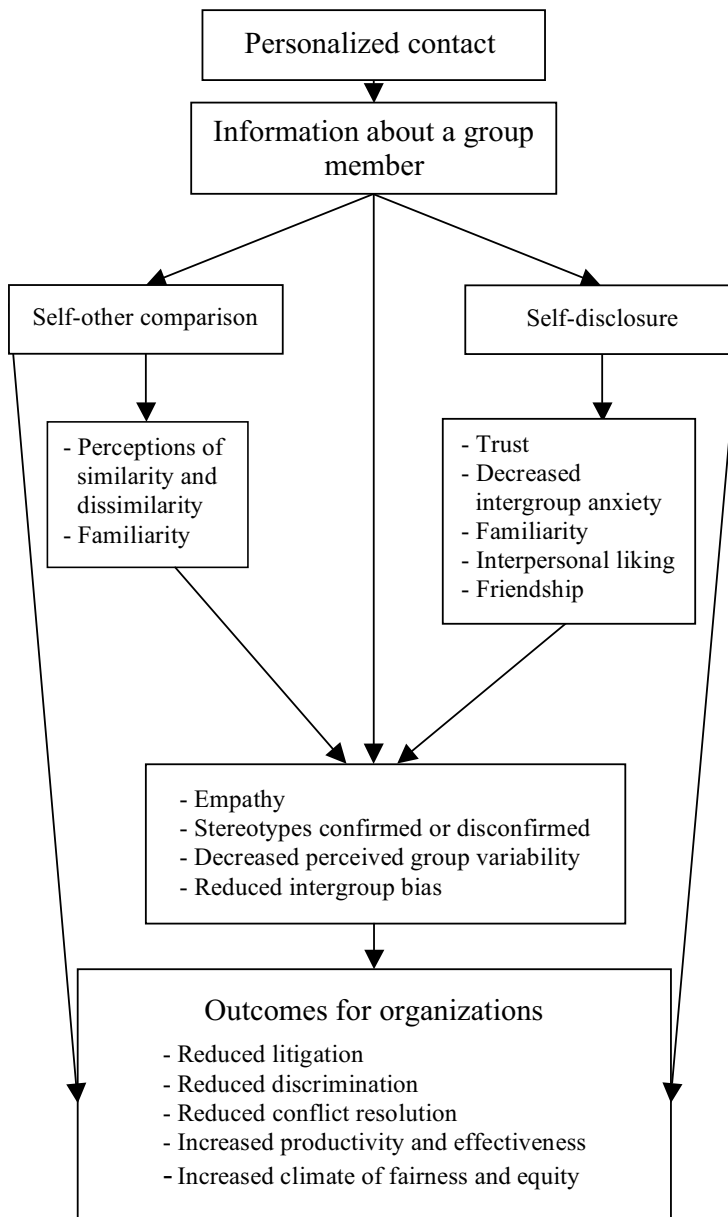 Personalized contact
Information about a group
member
Self-other comparison
Self-disclosure
- Perceptions of
similarity and
dissimilarity
- Familiarity
- Trust
- Decreased
intergroup anxiety
- Familiarity
- Interpersonal liking
- Friendship
- Empathy
- Stereotypes confirmed or disconfirmed
- Decreased perceived group variability
- Reduced intergroup bias
Outcomes for organizations
- Reduced litigation
- Reduced discrimination
- Reduced conflict resolution
- Increased productivity and effectiveness
- Increased climate of fairness and equity